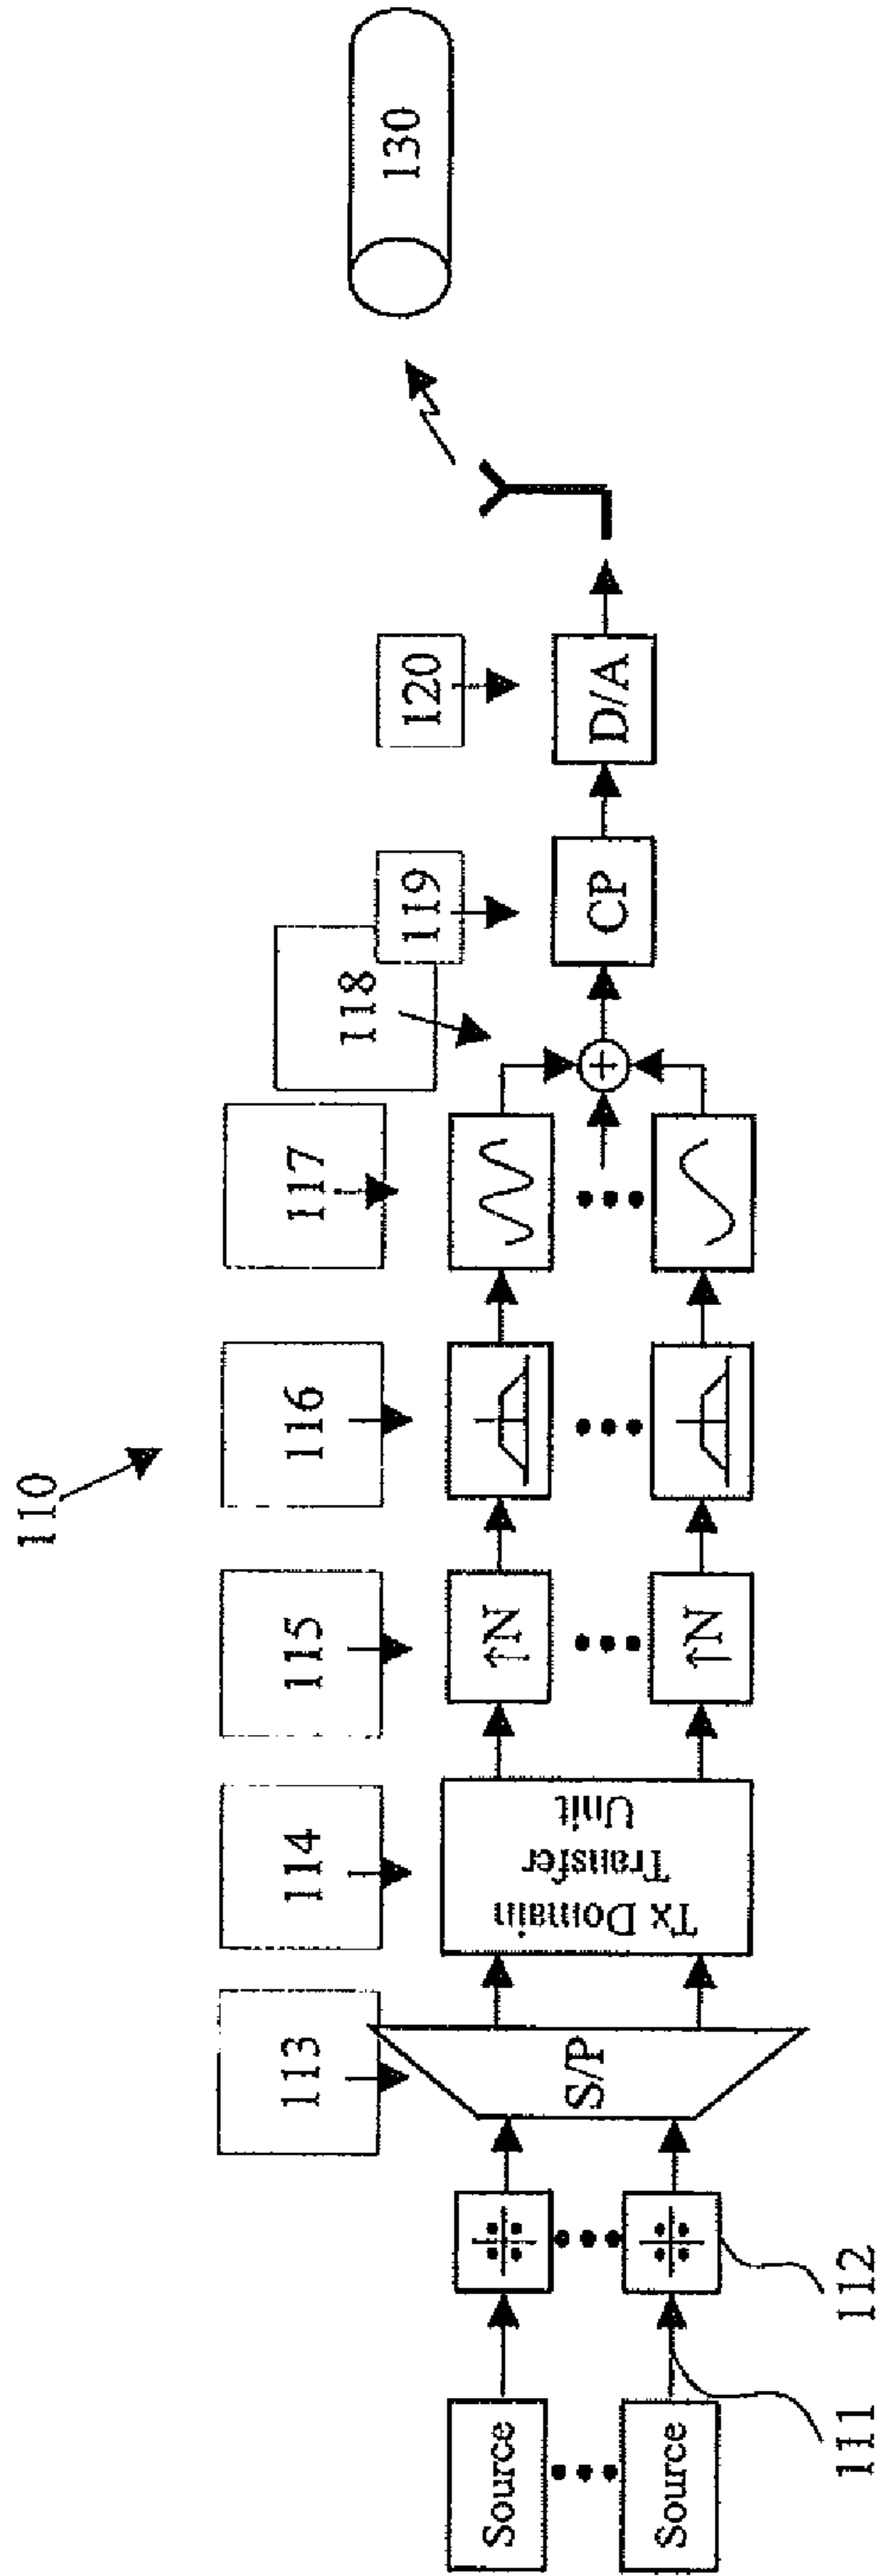 110
113
114
115
116
117
118
119
120
130
Source
Source
S/P
Tx Domain
Transfer
Unit
↑N
↑N
+
CP
D/A
111
112